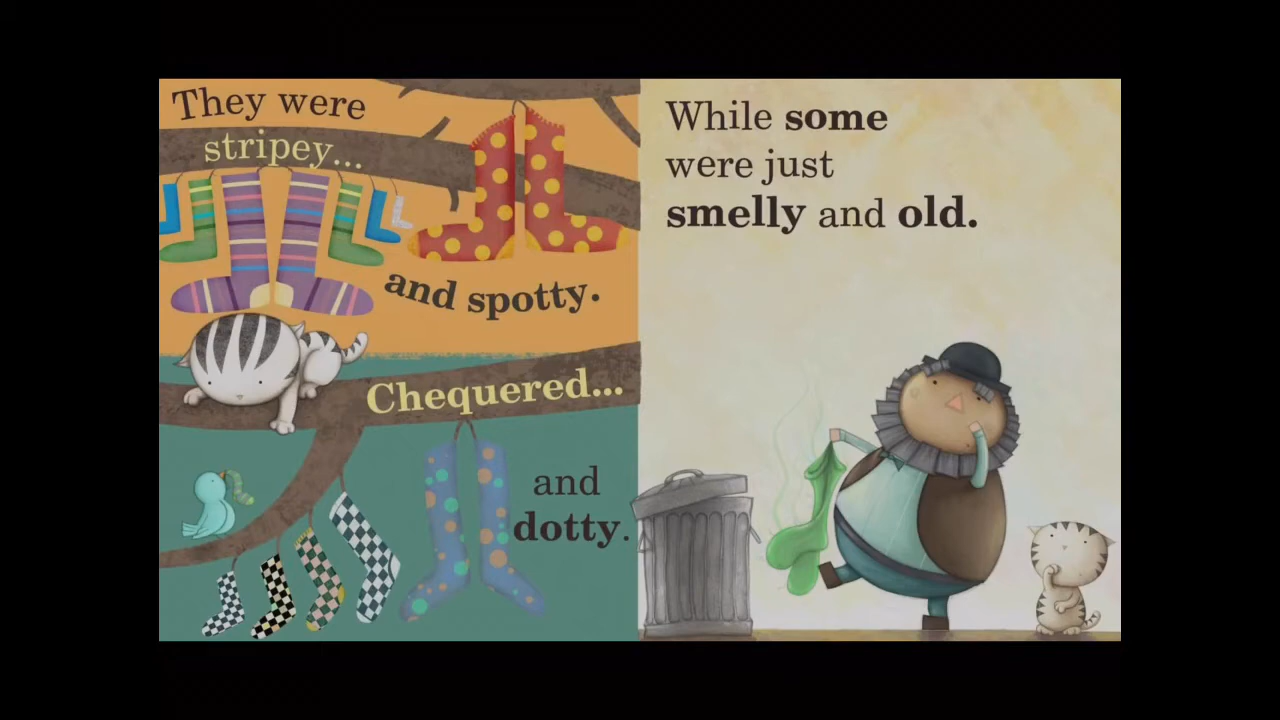 They were
stripey...
and spotty.
Chequered...
and
dotty.
While some
were just
smelly and old.